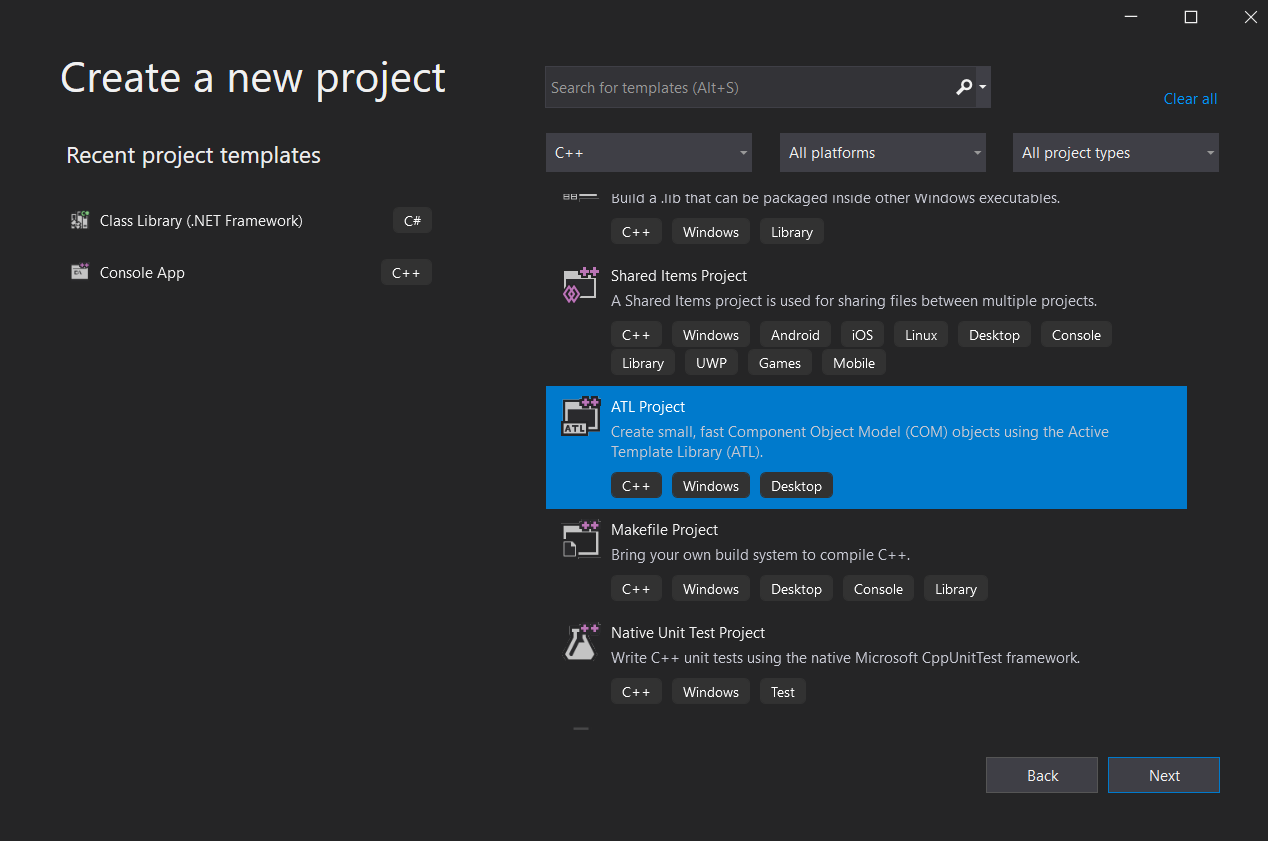 Create a new project
Search for templates (Alt+S)
Clear all
Recent project templates
C++ All platforms All project types
Class Library (.NET Framework) C#
Console App C++
Build a .lib that can be packaged inside other Windows executables.
C++ Windows Library
Shared Items Project
A Shared Items project is used for sharing files between multiple projects.
C++ Windows Android iOS Linux Desktop Console
Library UWP Games Mobile
ATL
ATL Project
Create small, fast Component Object Model (COM) objects using the Active
Template Library (ATL).
C++ Windows Desktop
Makefile Project
Bring your own build system to compile C++.
C++ Windows Desktop Console Library
Native Unit Test Project
Write C++ unit tests using the native Microsoft CppUnitTest framework.
C++ Windows Test
Back Next